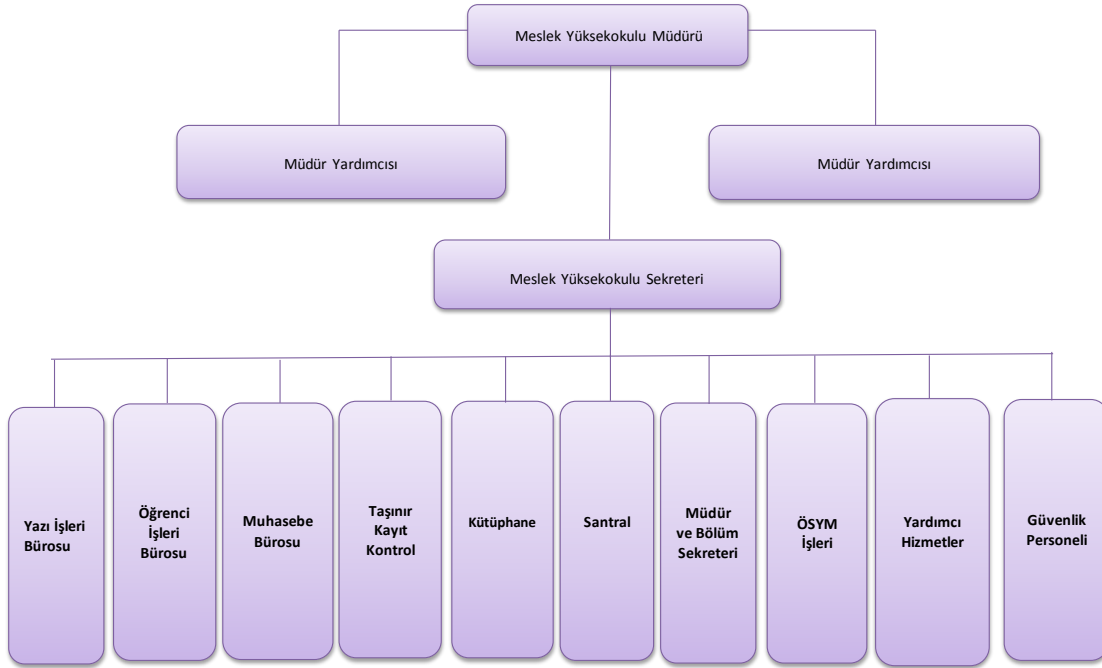 Meslek Yüksekokulu Müdürü
Müdür Yardımcısı
Müdür Yardımcısı
Meslek Yüksekokulu Sekreteri
Yazı İşleri
Bürosu
Öğrenci
İşleri
Bürosu
Muhasebe
Bürosu
Taşınır
Kayıt
Kontrol
Kütüphane
Santral
Müdür
ve Bölüm
Sekreteri
ÖSYM
İşleri
Yardımcı
Hizmetler
Güvenlik
Personeli